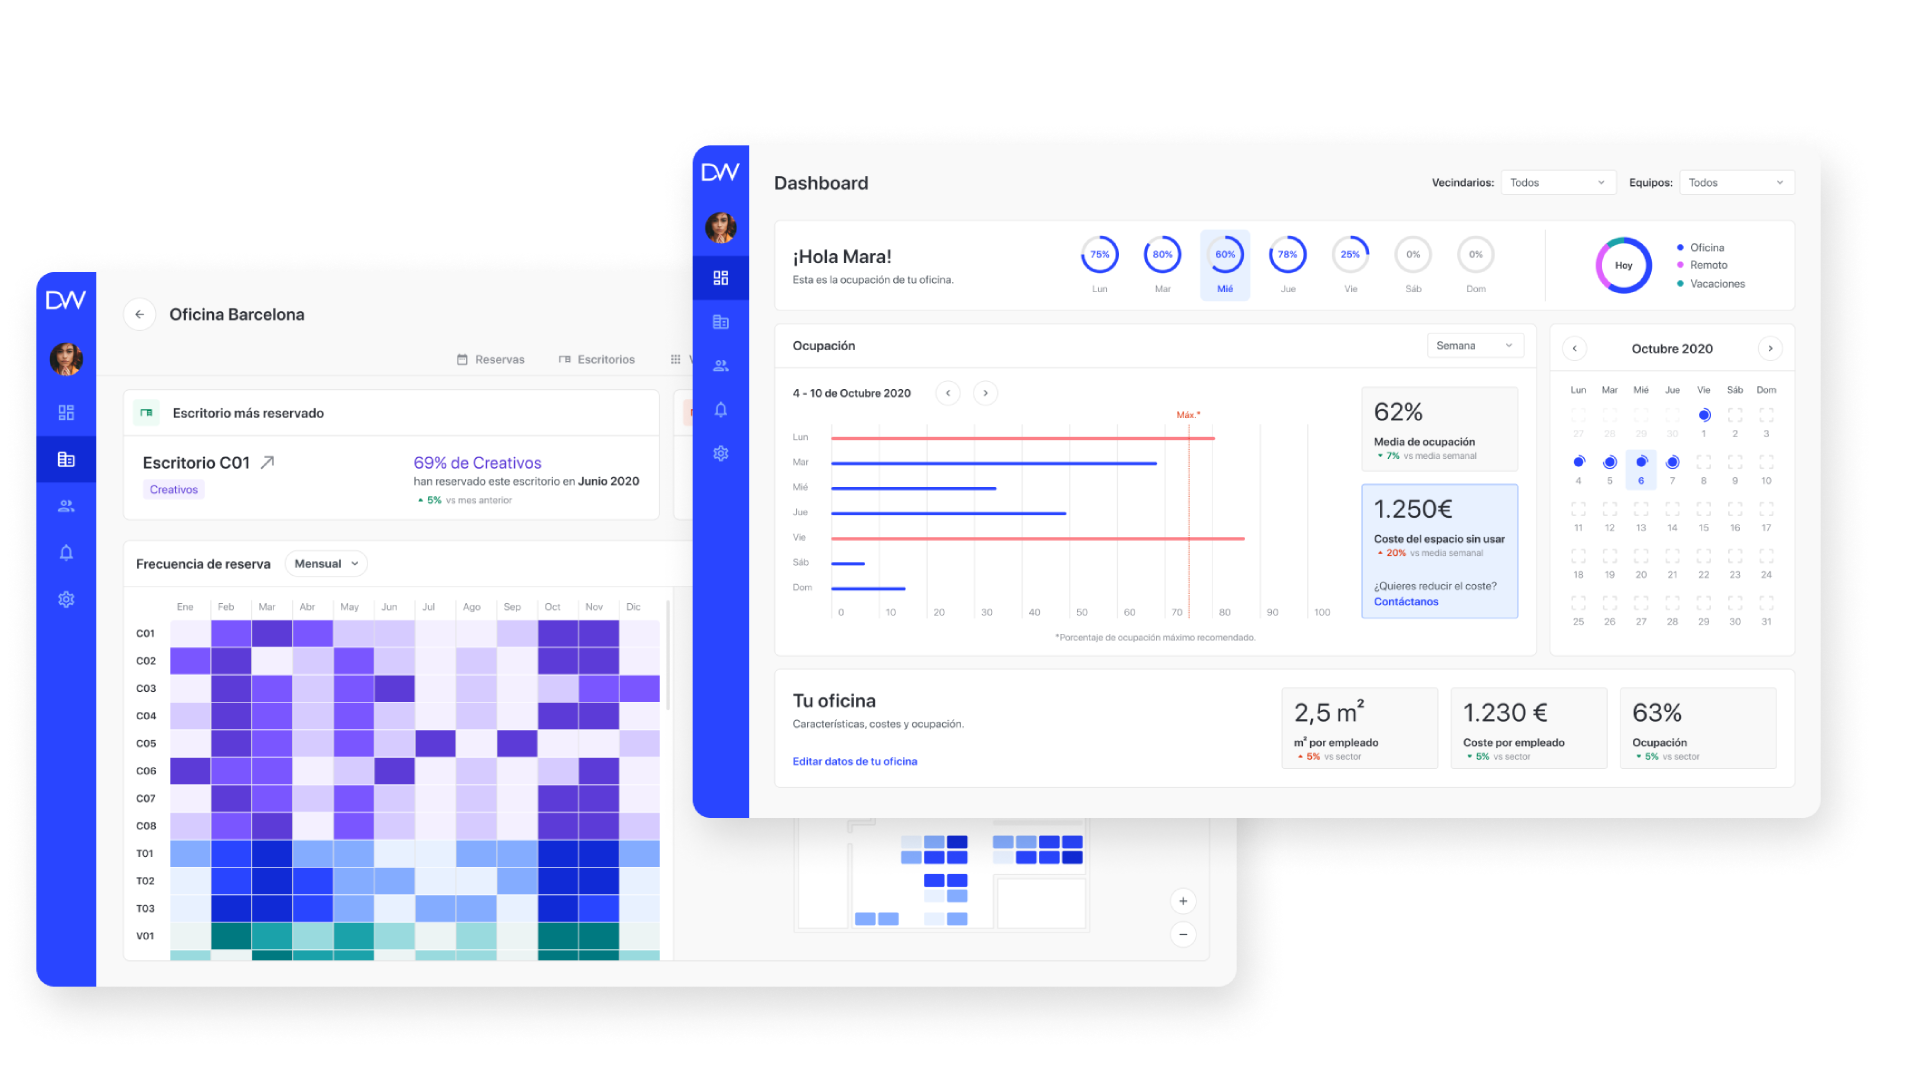 DW
Oficina Barcelona
Reservas
Escritorios
Escritorio más reservado
Escritorio C01
Creativos
69% de Creativos
han reservado este escritorio en Junio 2020
5% vs mes anterior
Frecuencia de reserva
Mensual
Ene Feb Mar Abr May Jun Jul Ago Sep Oct Nov Dic
C01
C02
C03
C04
C05
C06
C07
C08
T01
T02
T03
V01
+
−
DW
Dashboard
Vecindarios: Todos
Equipos: Todos
¡Hola Mara!
Esta es la ocupación de tu oficina.
75% 80% 60% 78% 25% 0% 0%
Lun Mar Mié Jue Vie Sáb Dom
Hoy
Oficina
Remoto
Vacaciones
Ocupación
Semana
4 - 10 de Octubre 2020
Máx.*
Lun
Mar
Mié
Jue
Vie
Sáb
Dom
0 10 20 30 40 50 60 70 80 90 100
*Porcentaje de ocupación máximo recomendado.
62%
Media de ocupación
7% vs media semanal
1.250€
Coste del espacio sin usar
20% vs media semanal
¿Quieres reducir el coste?
Contáctanos
Octubre 2020
Lun Mar Mié Jue Vie Sáb Dom
27 28 29 30 1 2 3
4 5 6 7 8 9 10
11 12 13 14 15 16 17
18 19 20 21 22 23 24
25 26 27 28 29 30 31
Tu oficina
Características, costes y ocupación.
Editar datos de tu oficina
2,5 m²
m² por empleado
5% vs sector
1.230 €
Coste por empleado
5% vs sector
63%
Ocupación
5% vs sector